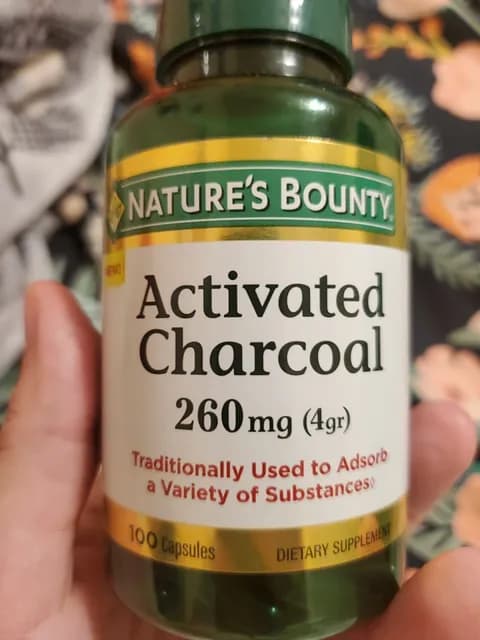 NATURE'S BOUNTY
Activated
Charcoal
260mg (4gr)
Traditionally Used to Adsorb
a Variety of Substances◊
100 Capsules
DIETARY SUPPLEMENT